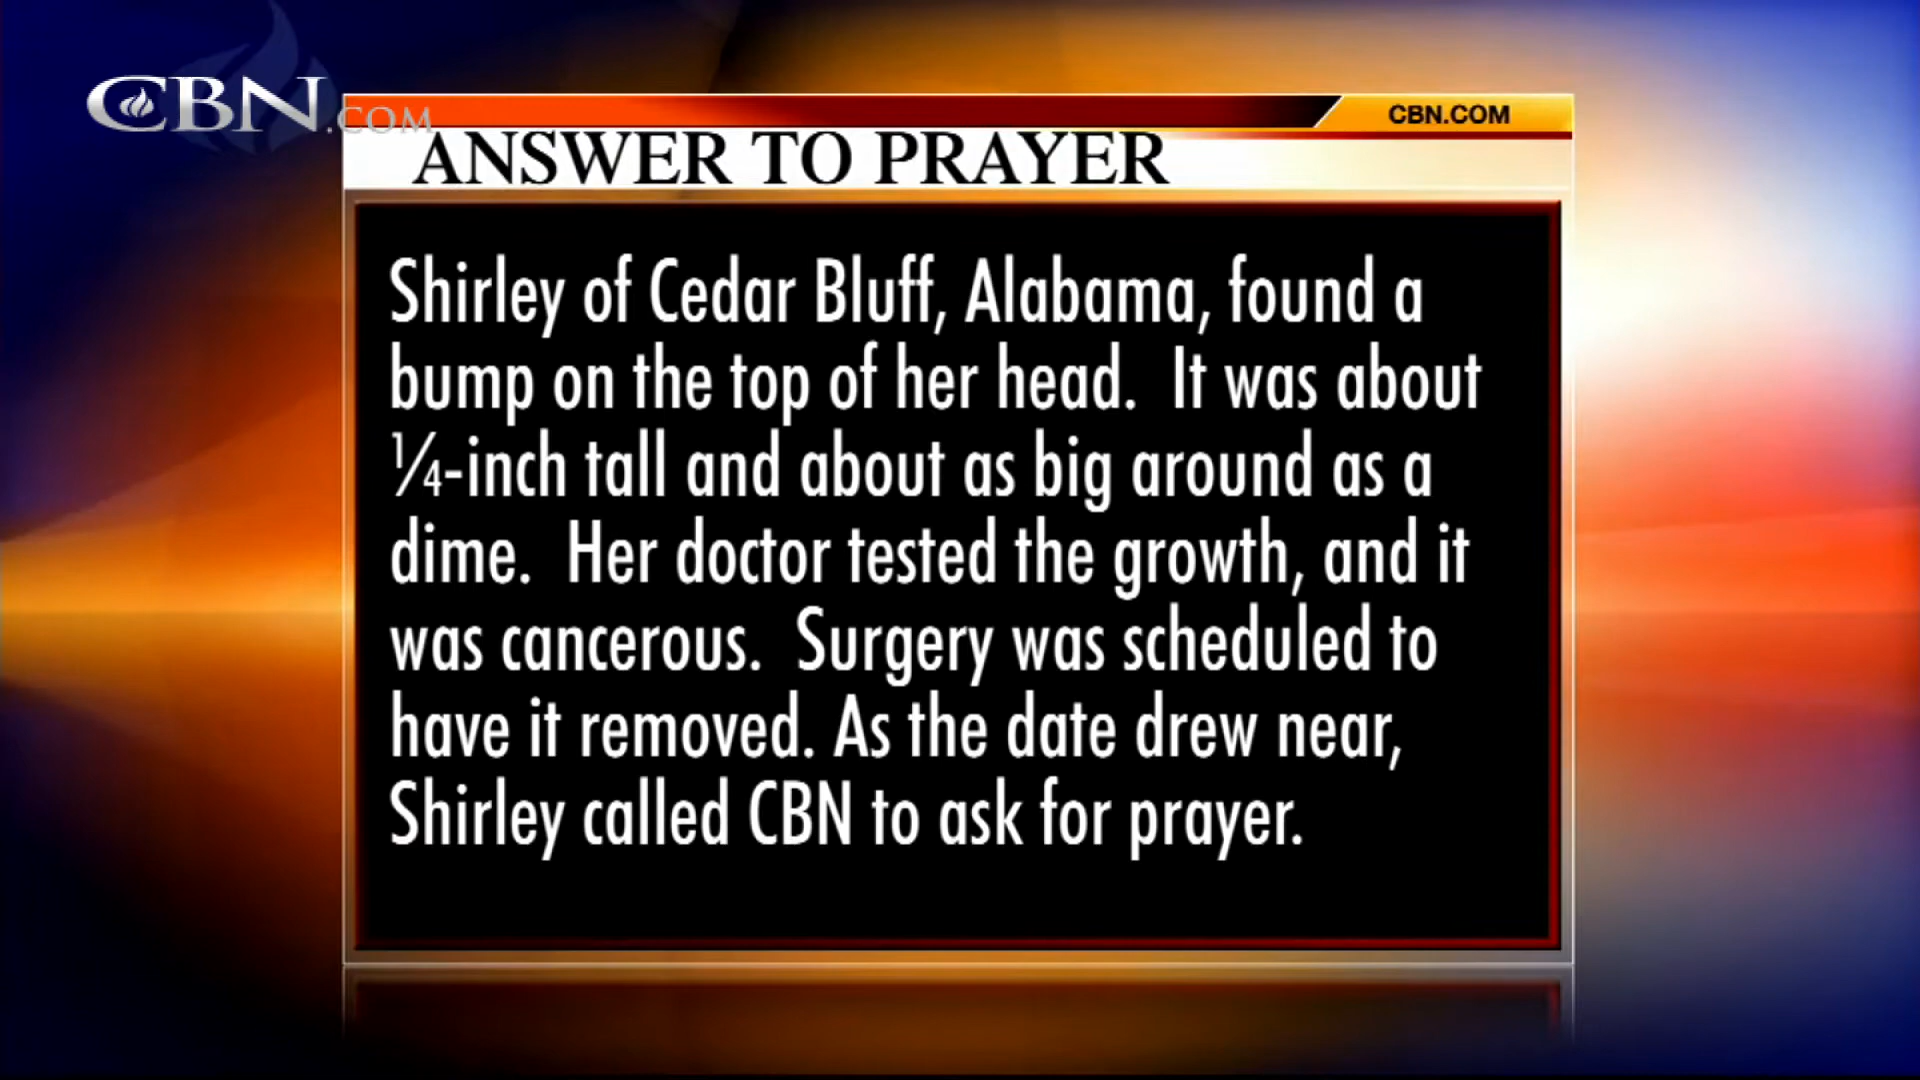 CBN.COM
CBN.COM
ANSWER TO PRAYER
Shirley of Cedar Bluff, Alabama, found a
bump on the top of her head.  It was about
¼-inch tall and about as big around as a
dime.  Her doctor tested the growth, and it
was cancerous.  Surgery was scheduled to
have it removed. As the date drew near,
Shirley called CBN to ask for prayer.